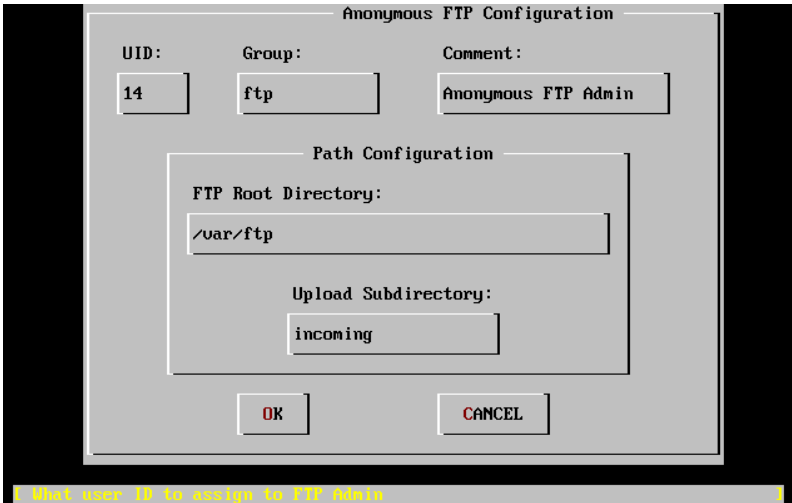 Anonymous FTP Configuration
UID: Group: Comment:
14 ftp Anonymous FTP Admin
Path Configuration
FTP Root Directory:
/var/ftp
Upload Subdirectory:
incoming
OK CANCEL
[ What user ID to assign to FTP Admin ]